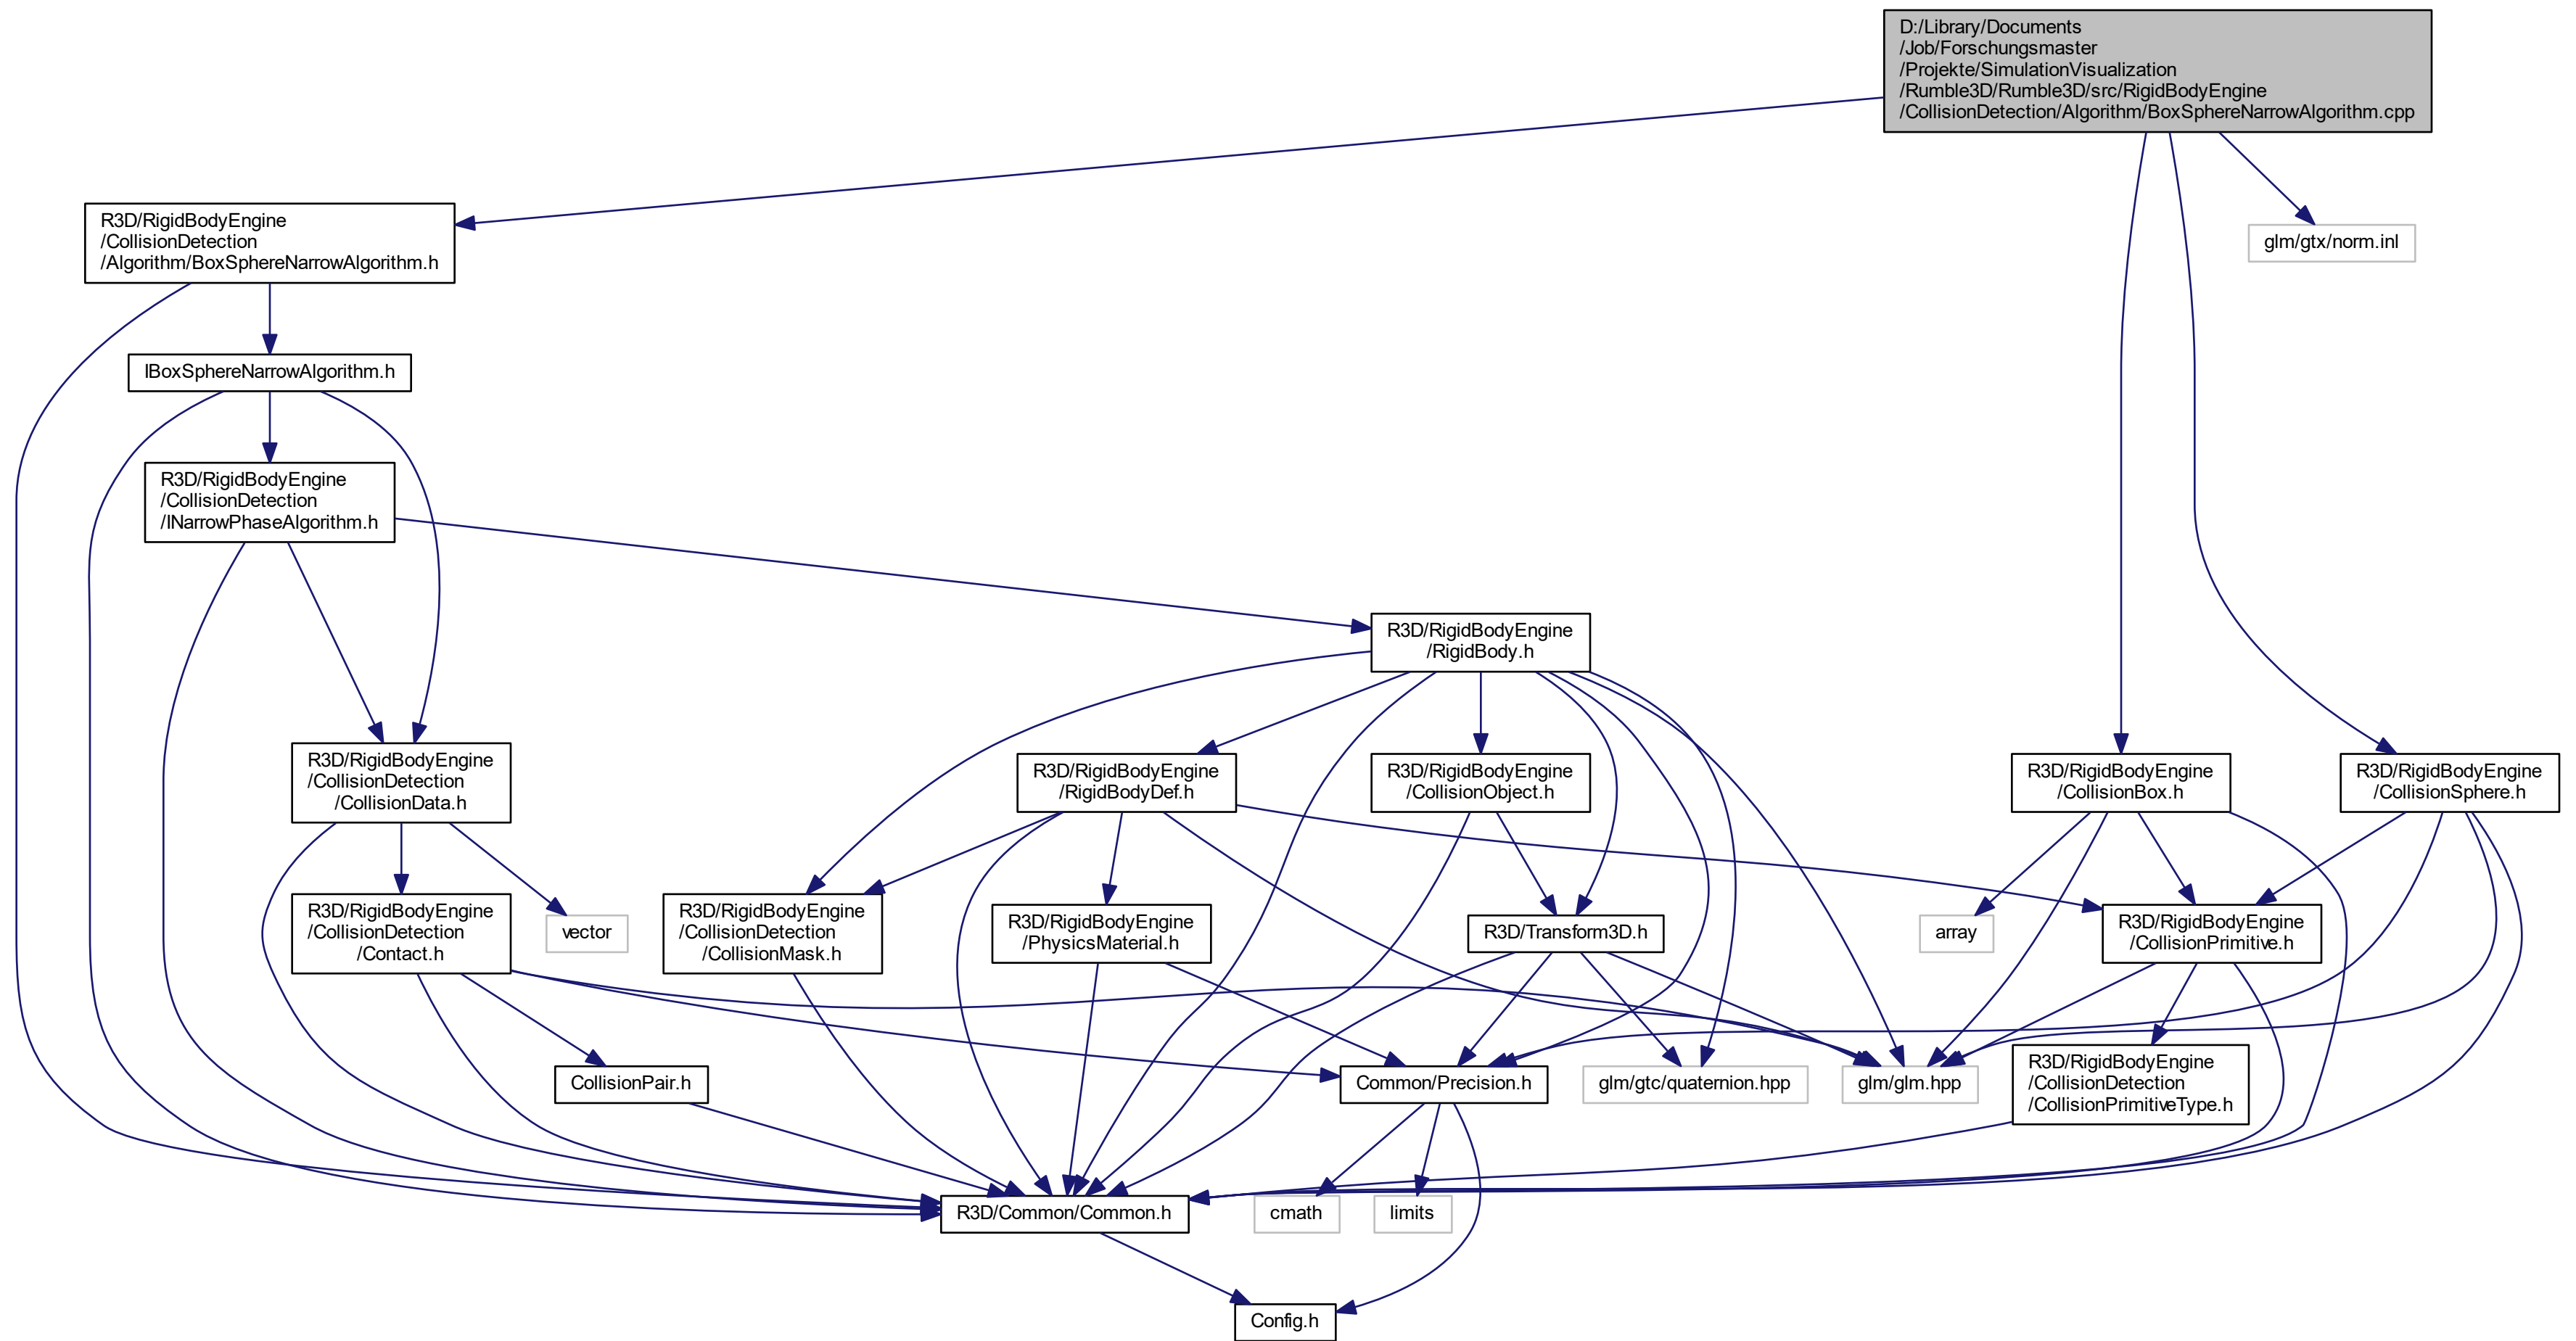 D:/Library/Documents
/Job/Forschungsmaster
/Projekte/SimulationVisualization
/Rumble3D/Rumble3D/src/RigidBodyEngine
/CollisionDetection/Algorithm/BoxSphereNarrowAlgorithm.cpp
R3D/RigidBodyEngine
/CollisionDetection
/Algorithm/BoxSphereNarrowAlgorithm.h
glm/gtx/norm.inl
IBoxSphereNarrowAlgorithm.h
R3D/RigidBodyEngine
/CollisionDetection
/INarrowPhaseAlgorithm.h
R3D/RigidBodyEngine
/RigidBody.h
R3D/RigidBodyEngine
/CollisionDetection
/CollisionData.h
R3D/RigidBodyEngine
/RigidBodyDef.h
R3D/RigidBodyEngine
/CollisionObject.h
R3D/RigidBodyEngine
/CollisionBox.h
R3D/RigidBodyEngine
/CollisionSphere.h
R3D/RigidBodyEngine
/CollisionDetection
/Contact.h
vector
R3D/RigidBodyEngine
/CollisionDetection
/CollisionMask.h
R3D/RigidBodyEngine
/PhysicsMaterial.h
R3D/Transform3D.h
array
R3D/RigidBodyEngine
/CollisionPrimitive.h
CollisionPair.h
Common/Precision.h
glm/gtc/quaternion.hpp
glm/glm.hpp
R3D/RigidBodyEngine
/CollisionDetection
/CollisionPrimitiveType.h
R3D/Common/Common.h
cmath
limits
Config.h